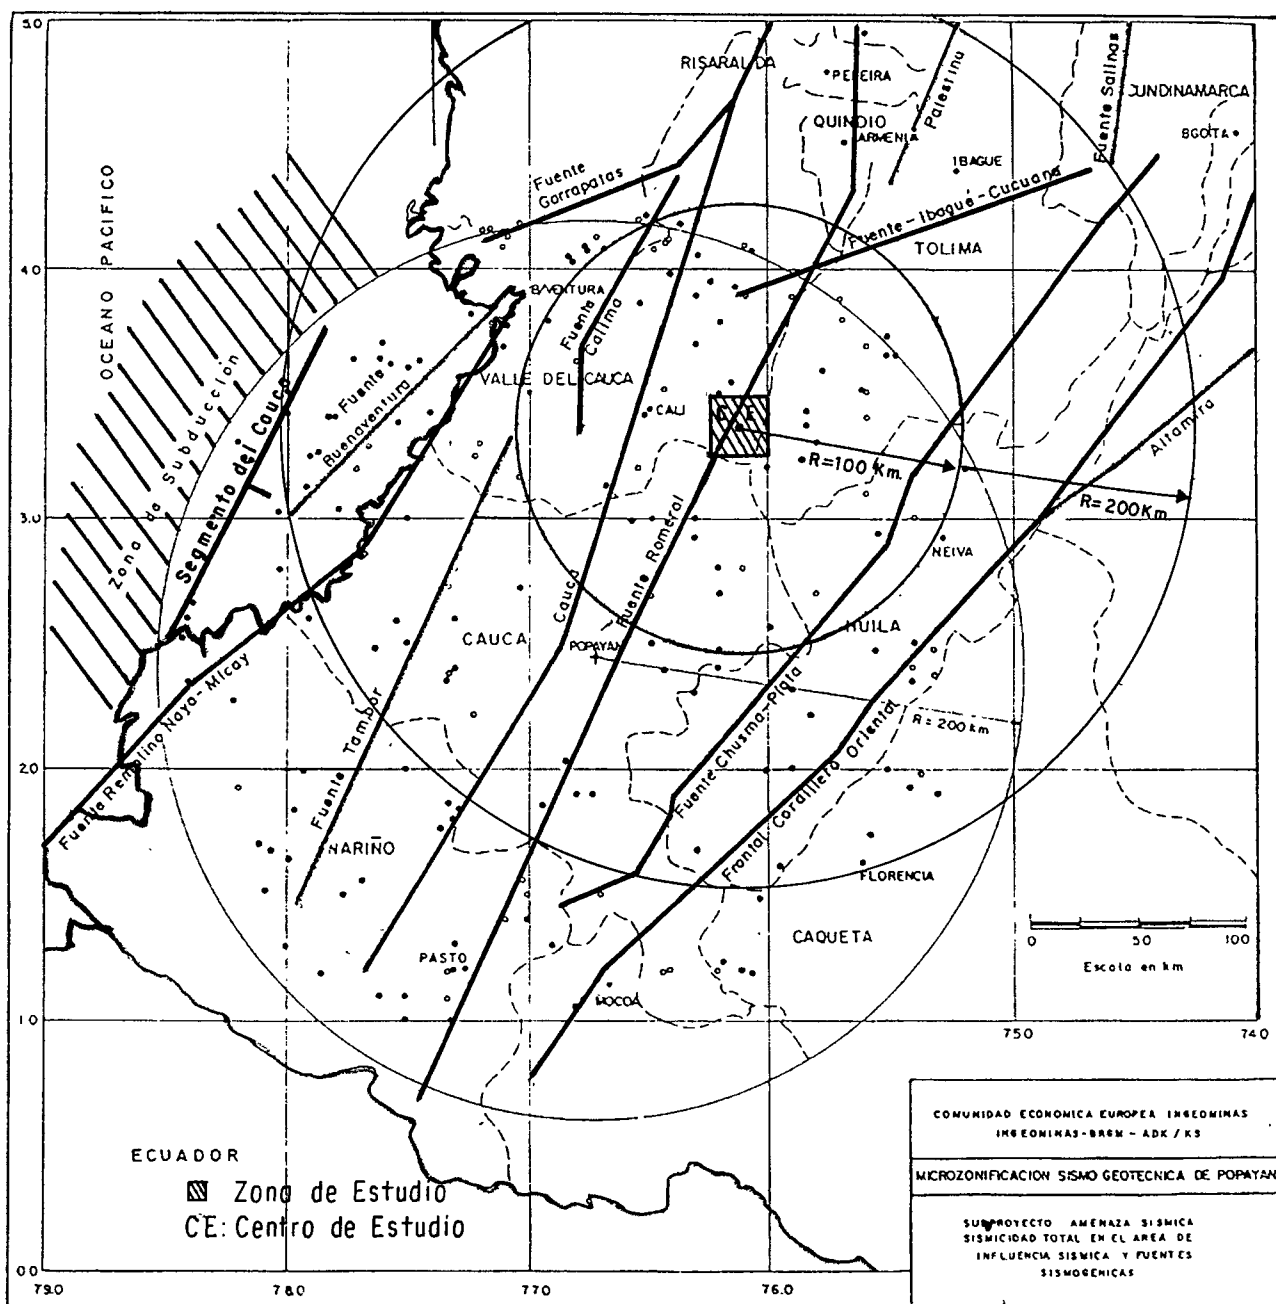 5.0
4.0
3.0
2.0
1.0
0.0
79.0
78.0
77.0
76.0
75.0
74.0
OCEANO PACIFICO
Zona de Subducción
Segmento del Cauca
Fuente
Buenaventura
Fuente
Garrapatas
RISARALDA
PEREIRA
QUINDIO
ARMENIA
Palestina
Fuente Salinas
BGOTA
IBAGUE
Fuente-Ibague-Cucuana
TOLIMA
B/VENTURA
Fuente
Calima
VALLE DEL CAUCA
CALI
C E
R=100 Km.
R=200 Km
Altamira
NEIVA
HUILA
Fuente Romeral
Cauca
CAUCA
POPAYAN
R=200 KM
Fuente Chusma-Plata
Frontal Cordillera Oriental
Fuente Remolino Naya-Micay
Fuente Tambor
NARIÑO
FLORENCIA
CAQUETA
PASTO
MOCOA
0 50 100
Escala en km
ECUADOR
Zona de Estudio
CE: Centro de Estudio
COMUNIDAD ECONOMICA EUROPEA INGEOMINAS
INGEOMINAS-BRGM-ADK/KS
MICROZONIFICACION SISMO GEOTECNICA DE POPAYAN
SUBPROYECTO AMENAZA SISMICA
SISMICIDAD TOTAL EN EL AREA DE
INFLUENCIA SISMICA Y FUENTES
SISMOGENICAS